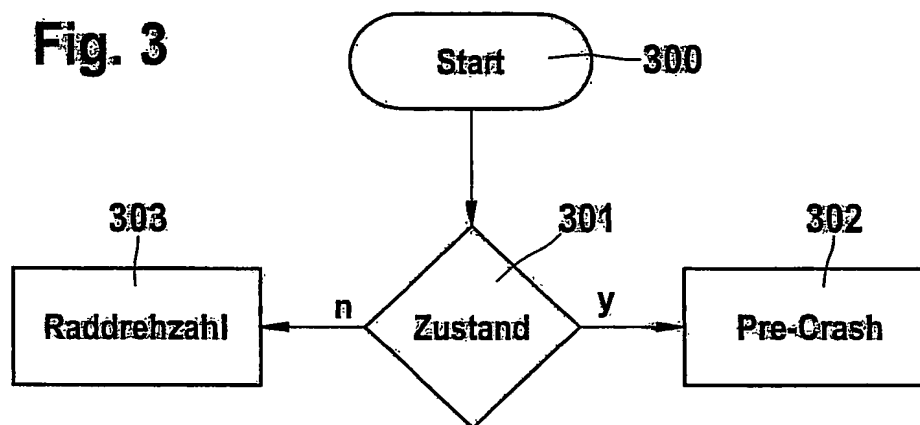 Fig. 3
Start
300
303
301
302
Raddrehzahl
n
Zustand
y
Pre-Crash